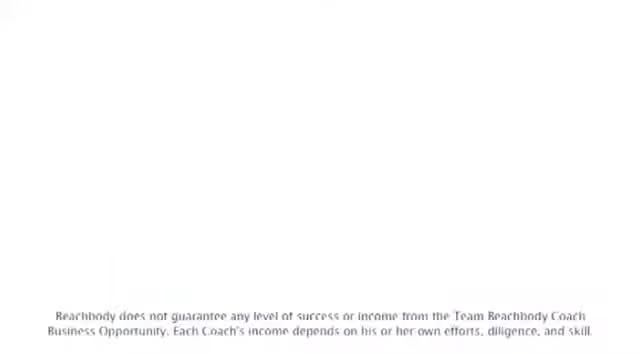 Beachbody does not guarantee any level of success or income from the Team Beachbody Coach
Business Opportunity. Each Coach's income depends on his or her own efforts, diligence, and skill.